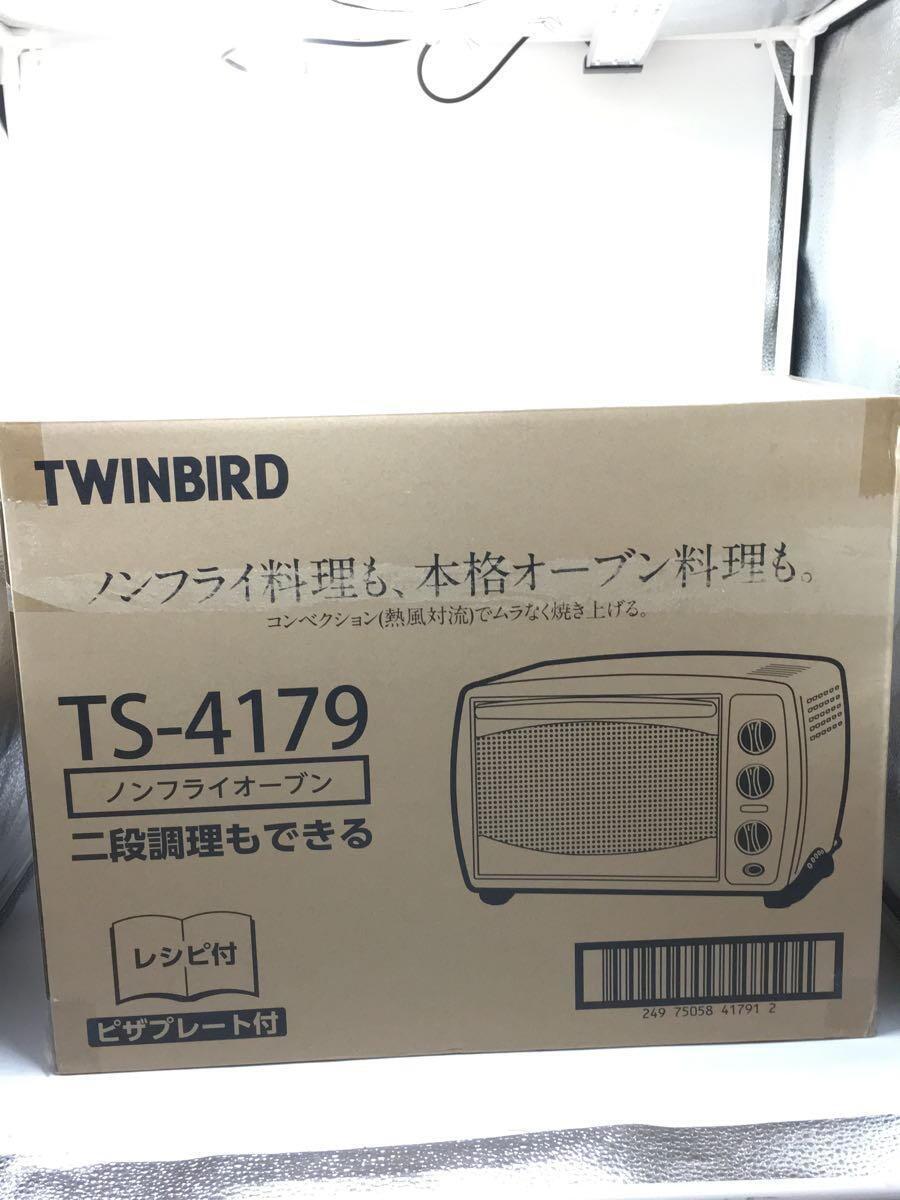 TWINBIRD
ノンフライ料理も、本格オーブン料理も。
コンベクション(熱風対流)でムラなく焼き上げる。
TS-4179
ノンフライオーブン
二段調理もできる
レシピ付
ピザプレート付
249 75058 41791 2